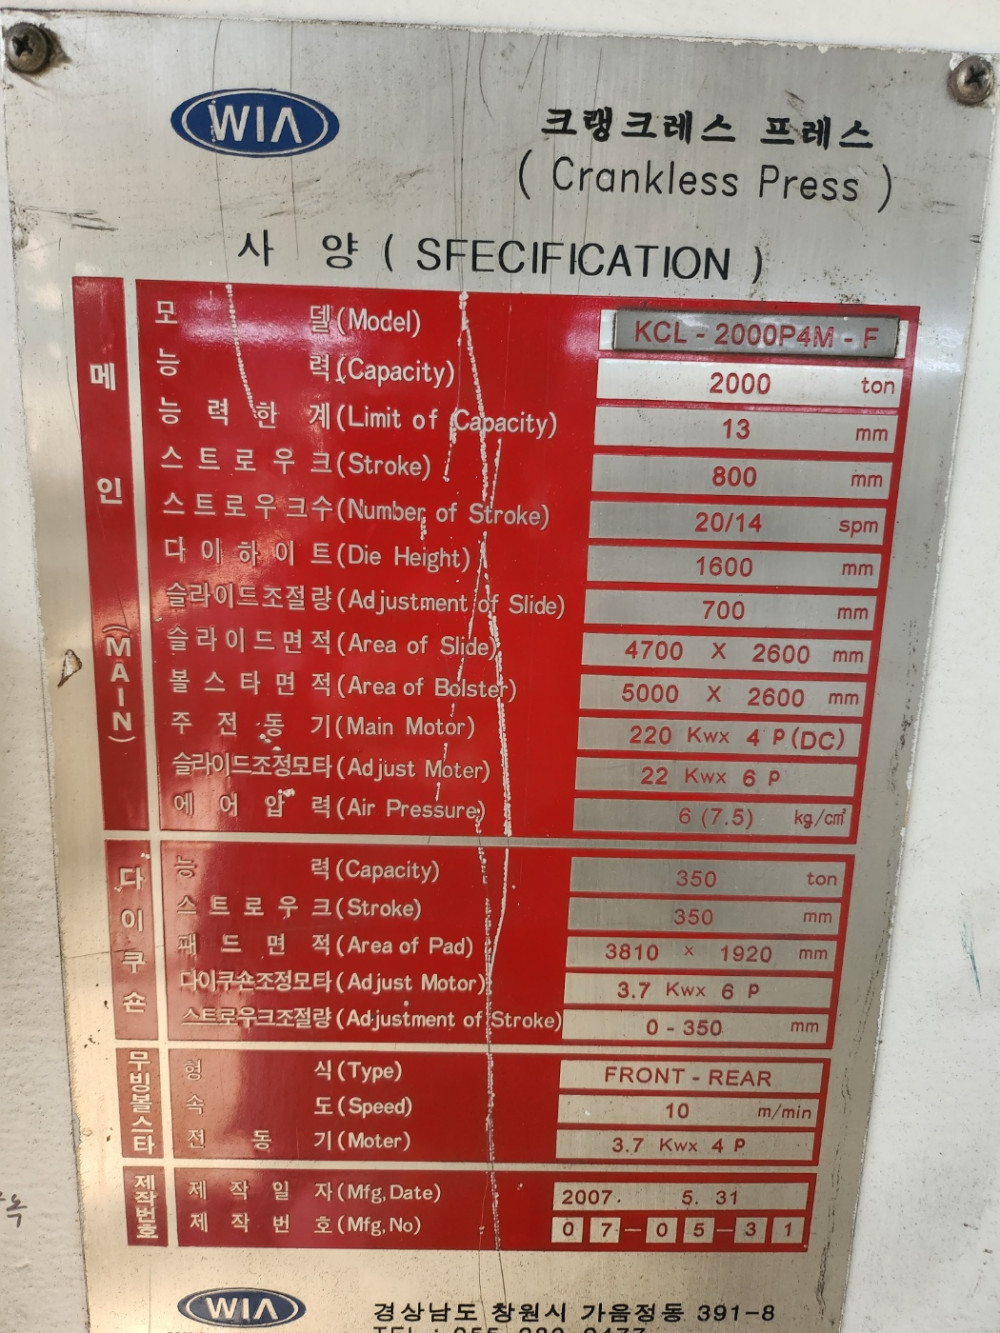 WIA
크랭크레스 프레스
( Crankless Press )
사 양 ( SFECIFICATION )
메인 (MAIN)
모 델 (Model) KCL - 2000P4M - F
능 력 (Capacity) 2000 ton
능 력 한 계 (Limit of Capacity) 13 mm
스 트 로 우 크 (Stroke) 800 mm
스트로우크수 (Number of Stroke) 20/14 spm
다 이 하 이 트 (Die Height) 1600 mm
슬라이드조절량 (Adjustment of Slide) 700 mm
슬라이드면적 (Area of Slide) 4700 X 2600 mm
볼 스 타 면 적 (Area of Bolster) 5000 X 2600 mm
주 전 동 기 (Main Motor) 220 Kwx 4 P (DC)
슬라이드조정모타 (Adjust Moter) 22 Kwx 6 P
에 어 압 력 (Air Pressure) 6 (7.5) kg/cm²
다이쿠숀
능 력 (Capacity) 350 ton
스 트 로 우 크 (Stroke) 350 mm
패 드 면 적 (Area of Pad) 3810 x 1920 mm
다이쿠숀조정모타 (Adjust Motor) 3.7 Kwx 6 P
스트로우크조절량 (Adjustment of Stroke) 0 - 350 mm
무빙볼스타
형 식 (Type) FRONT - REAR
속 도 (Speed) 10 m/min
전 동 기 (Moter) 3.7 Kwx 4 P
제작번호
제 작 일 자 (Mfg,Date) 2007. 5. 31
제 작 번 호 (Mfg,No) 0 7 - 0 5 - 3 1
WIA
경상남도 창원시 가음정동 391-8
TEL :